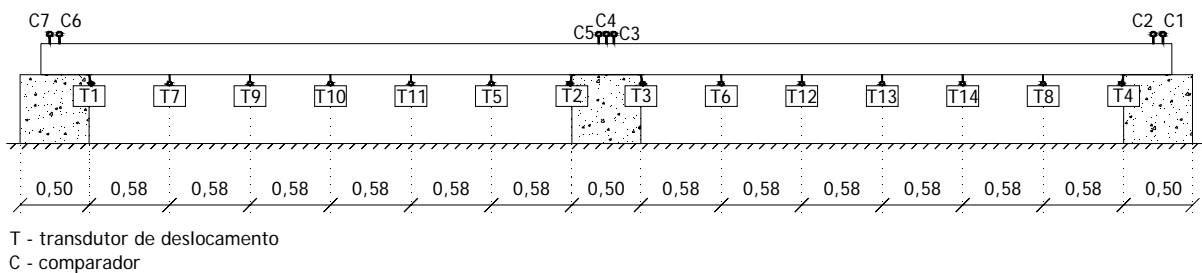 C7 C6 C4 C2 C1
C5 C3
T1 T7 T9 T10 T11 T5 T2 T3 T6 T12 T13 T14 T8 T4
0,50 0,58 0,58 0,58 0,58 0,58 0,58 0,50 0,58 0,58 0,58 0,58 0,58 0,58 0,50
T - transdutor de deslocamento
C - comparador